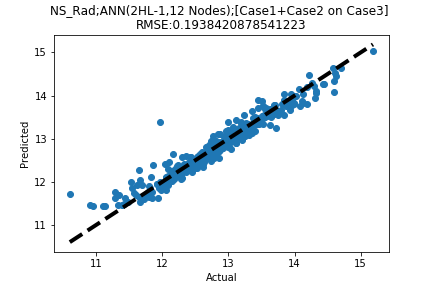 NS_Rad;ANN(2HL-1,12 Nodes);[Case1+Case2 on Case3]
RMSE:0.1938420878541223
15
14
13
12
11
Predicted
11
12
13
14
15
Actual